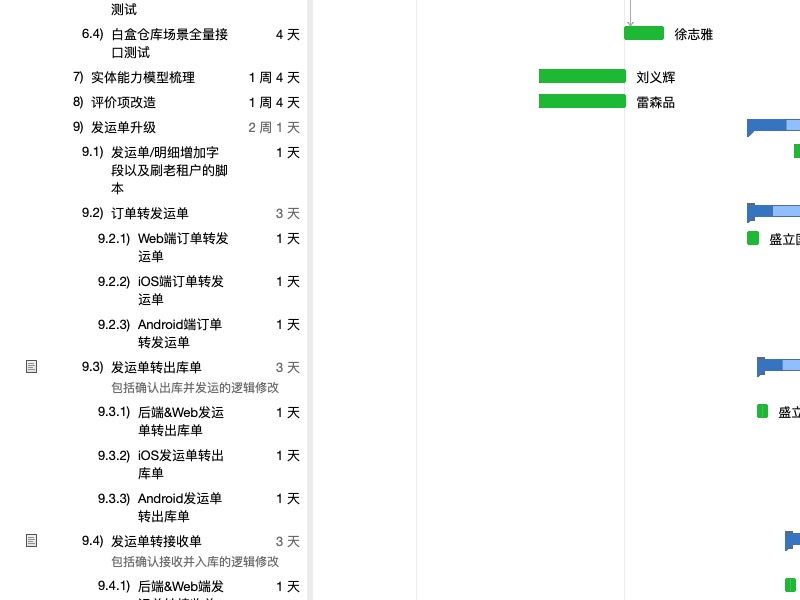 测试
6.4) 白盒仓库场景全量接 4 天 徐志雅
口测试
7) 实体能力模型梳理 1 周 4 天 刘义辉
8) 评价项改造 1 周 4 天 雷森品
9) 发运单升级 2 周 1 天
9.1) 发运单/明细增加字 1 天
段以及刷老租户的脚
本
9.2) 订单转发运单 3 天
9.2.1) Web端订单转发 1 天 盛立
运单
9.2.2) iOS端订单转发 1 天
运单
9.2.3) Android端订单 1 天
转发运单
9.3) 发运单转出库单 3 天
包括确认出库并发运的逻辑修改
9.3.1) 后端&Web发运 1 天 盛立
单转出库单
9.3.2) iOS发运单转出 1 天
库单
9.3.3) Android发运单 1 天
转出库单
9.4) 发运单转接收单 3 天
包括确认接收并入库的逻辑修改
9.4.1) 后端&Web端发 1 天